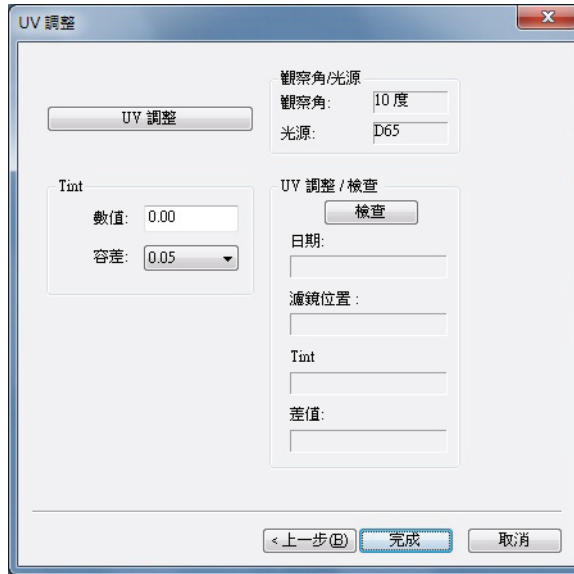 UV 調整
UV 調整
觀察角/光源
觀察角: 10 度
光源: D65
Tint
數值: 0.00
容差: 0.05
UV 調整 / 檢查
檢查
日期:
濾鏡位置 :
Tint
差值:
<上一步(B)
完成
取消